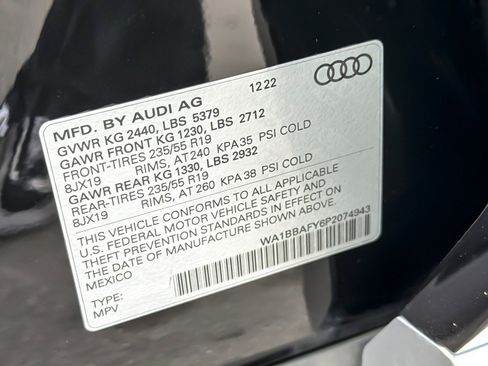 MFD. BY AUDI AG 12 22
GVWR KG 2440, LBS 5379
GAWR FRONT KG 1230, LBS 2712
FRONT-TIRES 235/55 R19
8JX19 RIMS, AT 240 KPA 35 PSI COLD
GAWR REAR KG 1330, LBS 2932
REAR-TIRES 235/55 R19
8JX19 RIMS, AT 260 KPA 38 PSI COLD
THIS VEHICLE CONFORMS TO ALL APPLICABLE
U.S. FEDERAL MOTOR VEHICLE SAFETY AND
THEFT PREVENTION STANDARDS IN EFFECT ON
THE DATE OF MANUFACTURE SHOWN ABOVE.
MEXICO
WA1BBAFY6P2074943
TYPE:
MPV